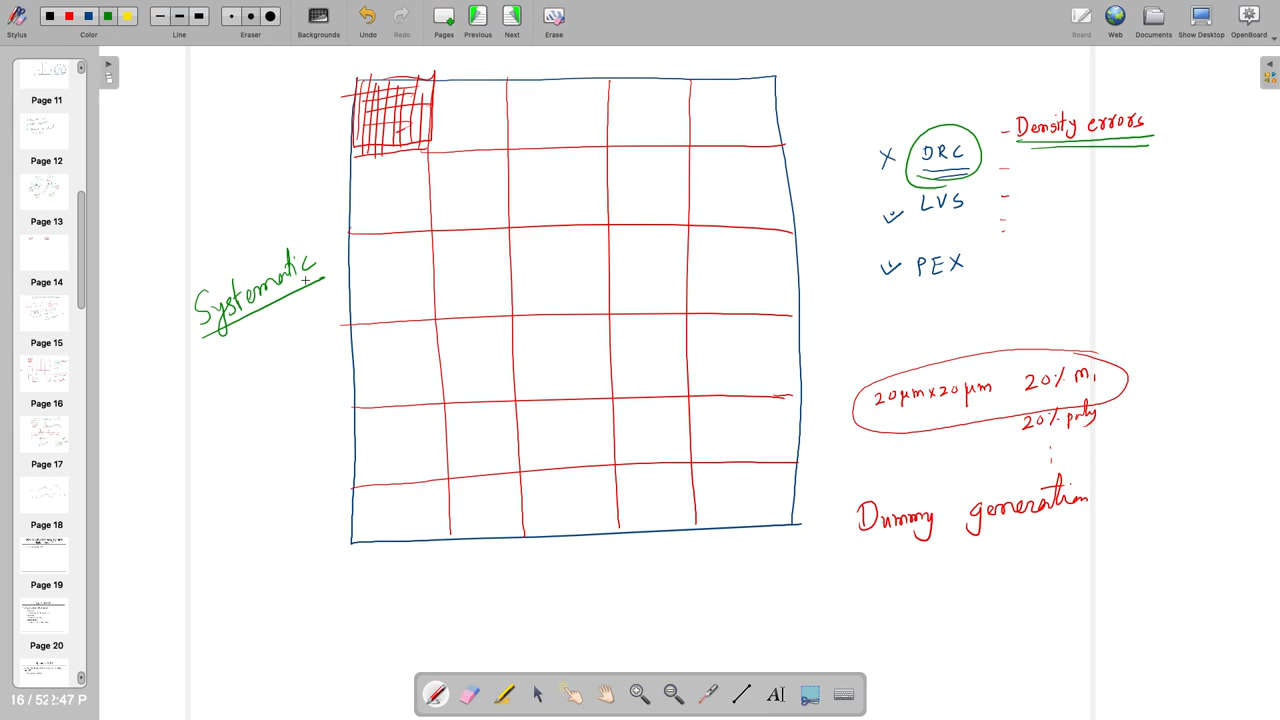 Stylus
Color
Line
Eraser
Backgrounds
Undo
Redo
Pages
Previous
Next
Erase
Board
Web
Documents
Show Desktop
OpenBoard
Page 11
Page 12
Page 13
Page 14
Page 15
Page 16
Page 17
Page 18
Page 19
Page 20
Systematic
X DRC - Density errors
LVS
PEX
20μm x 20μm 20% m1
20% poly
Dummy generation